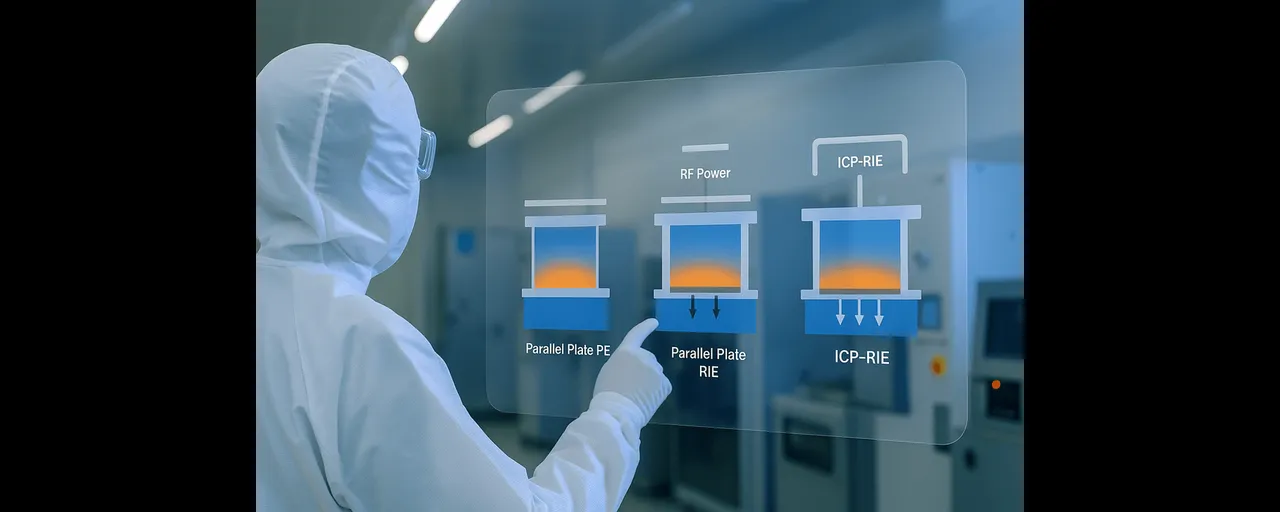 RF Power
ICP-RIE
Parallel Plate PE
Parallel Plate
RIE
ICP-RIE